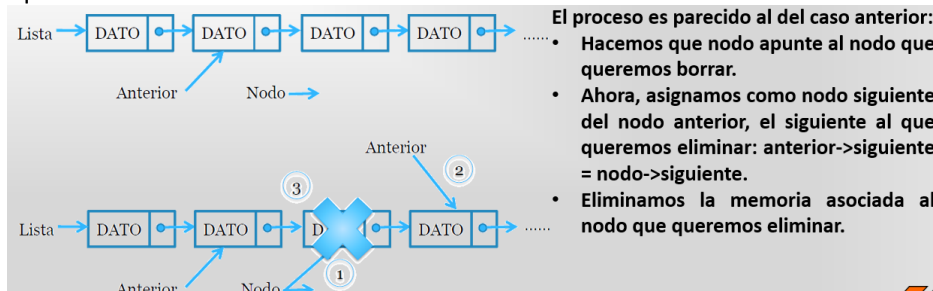 Lista DATO DATO DATO DATO ......
Anterior Nodo
Anterior
2
3
Lista DATO DATO D DATO ......
1
Anterior Nodo
El proceso es parecido al del caso anterior:
• Hacemos que nodo apunte al nodo que
queremos borrar.
• Ahora, asignamos como nodo siguiente
del nodo anterior, el siguiente al que
queremos eliminar: anterior->siguiente
= nodo->siguiente.
• Eliminamos la memoria asociada al
nodo que queremos eliminar.